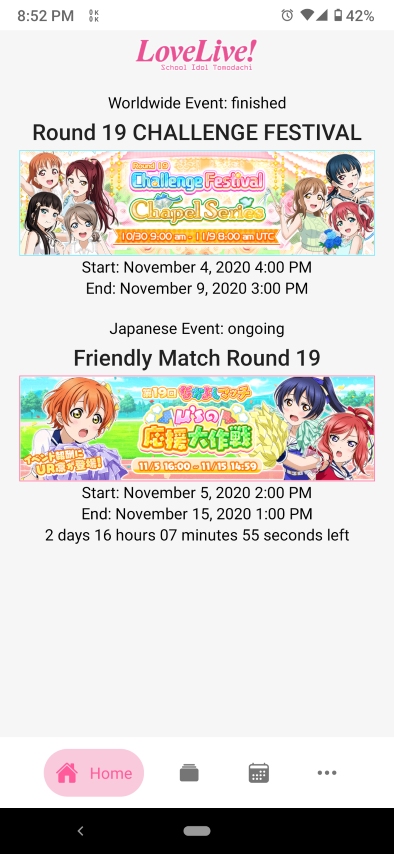 8:52 PM
OK
OK
42%
LoveLive!
School Idol Tomodachi
Worldwide Event: finished
Round 19 CHALLENGE FESTIVAL
Round 19
Challenge Festival
Chapel Series
10/30 9:00 am - 11/9 8:00 am UTC
Start: November 4, 2020 4:00 PM
End: November 9, 2020 3:00 PM
Japanese Event: ongoing
Friendly Match Round 19
第19回 なかよしマッチ
μ'sの
応援大作戦
イベント報酬に
UR凛が登場!
11/5 16:00 - 11/15 14:59
Start: November 5, 2020 2:00 PM
End: November 15, 2020 1:00 PM
2 days 16 hours 07 minutes 55 seconds left
Home